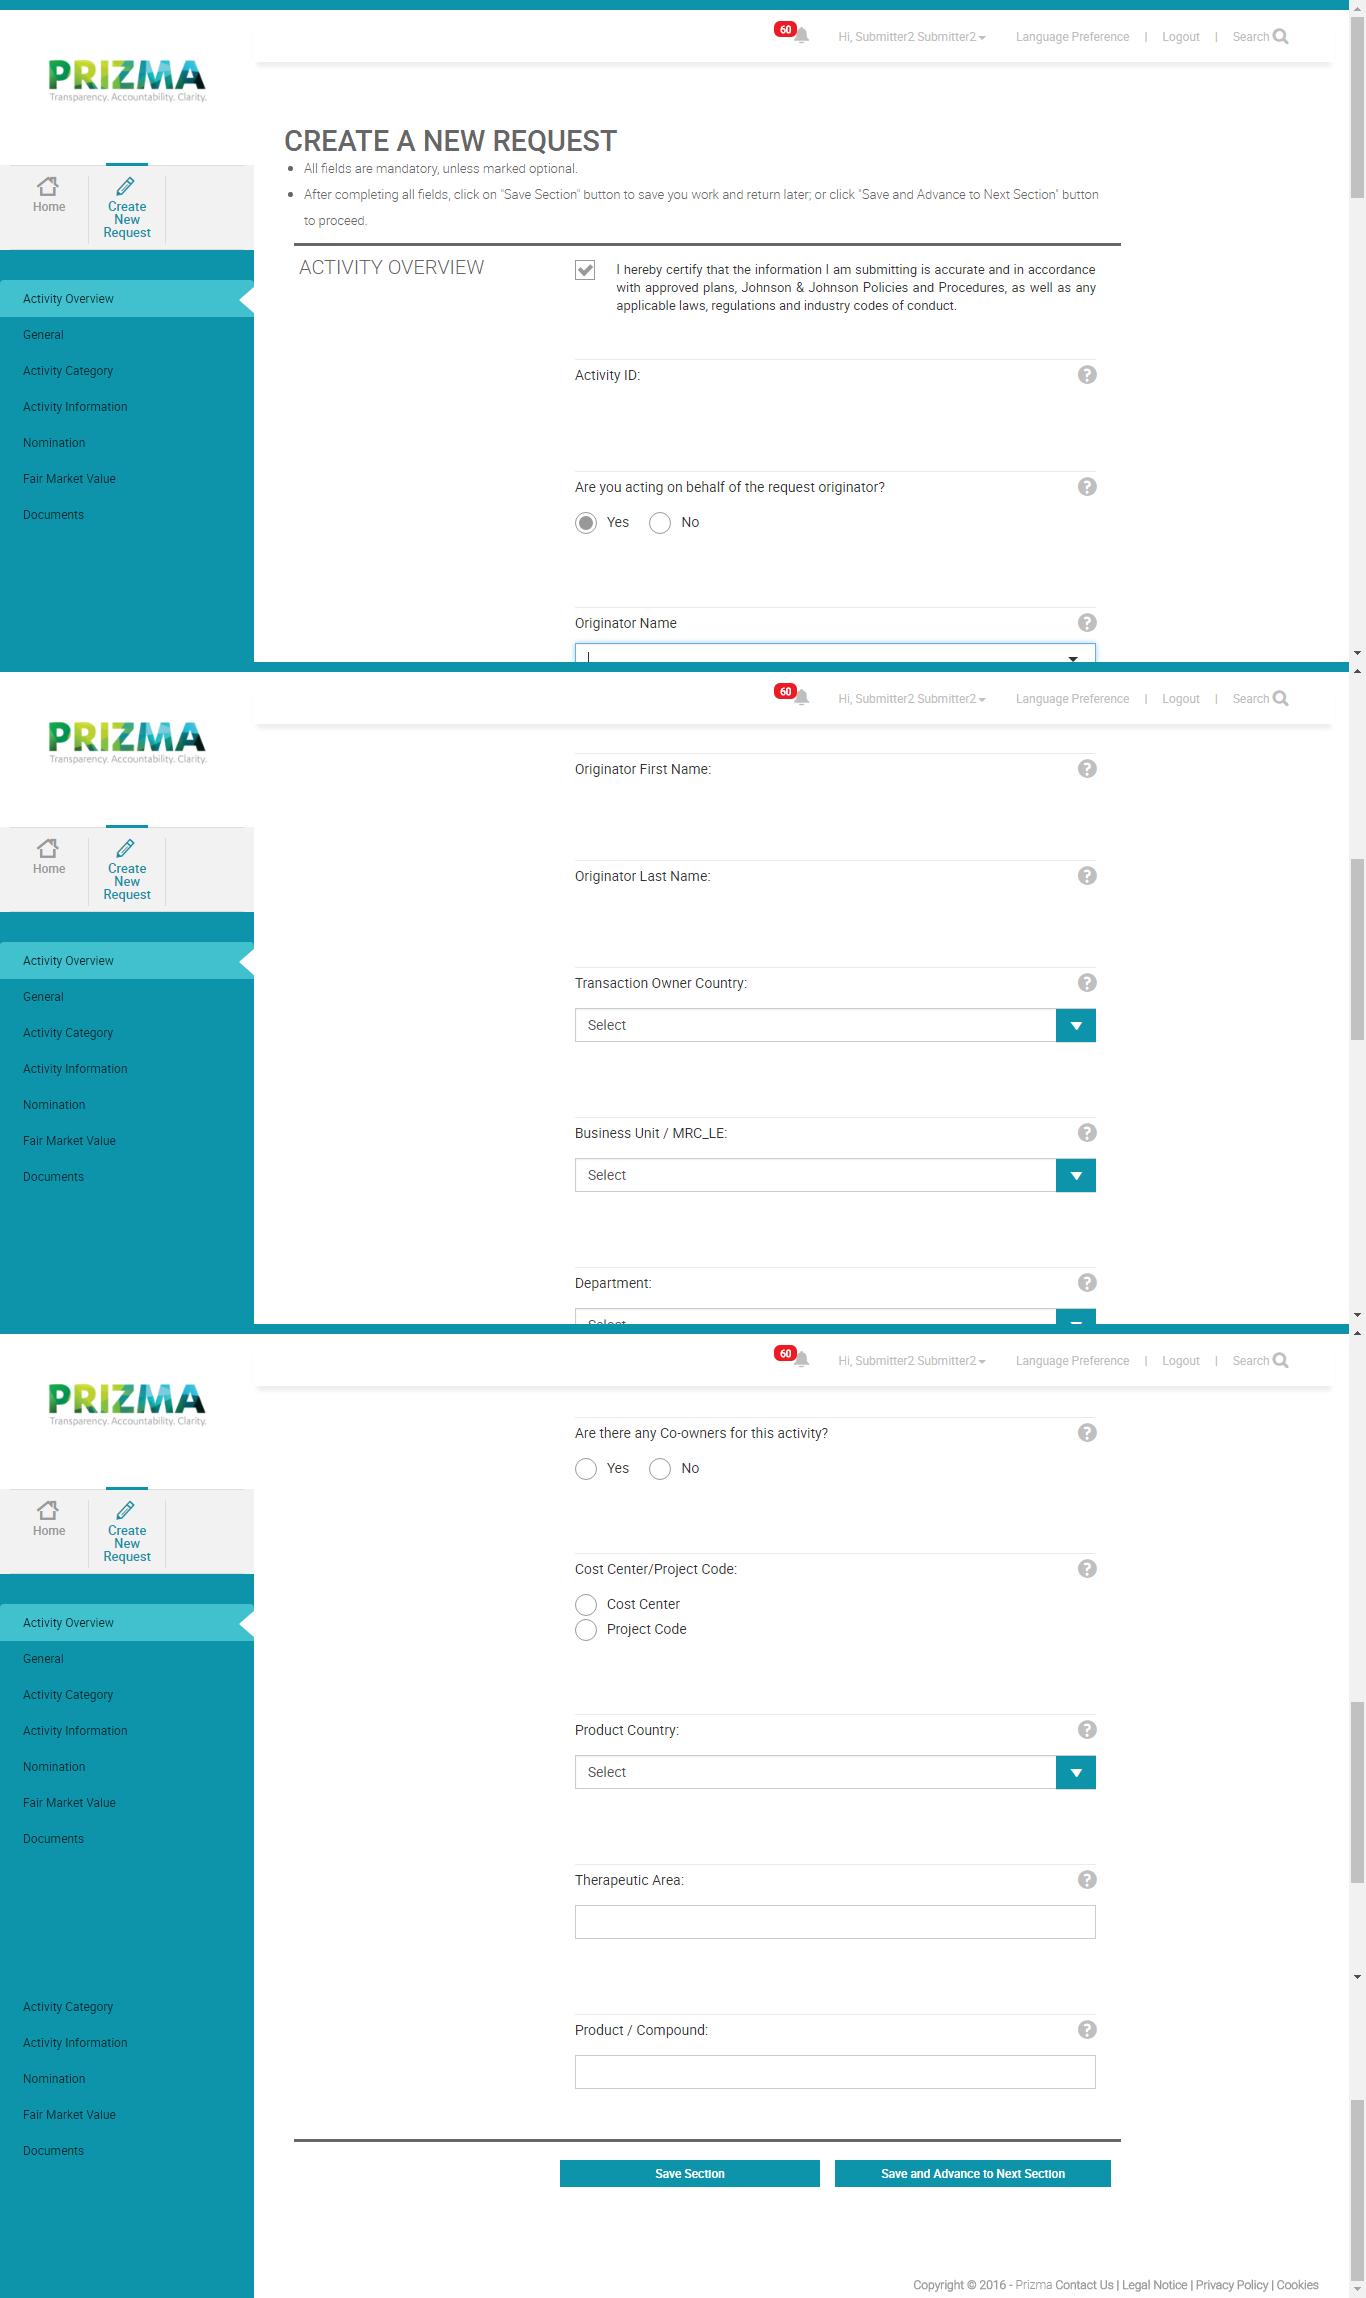 60
Hi, Submitter2 Submitter2
Language Preference | Logout | Search
PRIZMA
Transparency. Accountability. Clarity.
Home
Create
New
Request
Activity Overview
General
Activity Category
Activity Information
Nomination
Fair Market Value
Documents
CREATE A NEW REQUEST
All fields are mandatory, unless marked optional.
After completing all fields, click on "Save Section" button to save you work and return later; or click "Save and Advance to Next Section" button
to proceed.
ACTIVITY OVERVIEW
I hereby certify that the information I am submitting is accurate and in accordance
with approved plans, Johnson & Johnson Policies and Procedures, as well as any
applicable laws, regulations and industry codes of conduct.
Activity ID:
Are you acting on behalf of the request originator?
Yes No
Originator Name
60
Hi, Submitter2 Submitter2
Language Preference | Logout | Search
PRIZMA
Transparency. Accountability. Clarity.
Home
Create
New
Request
Activity Overview
General
Activity Category
Activity Information
Nomination
Fair Market Value
Documents
Originator First Name:
Originator Last Name:
Transaction Owner Country:
Select
Business Unit / MRC_LE:
Select
Department:
Select
60
Hi, Submitter2 Submitter2
Language Preference | Logout | Search
PRIZMA
Transparency. Accountability. Clarity.
Home
Create
New
Request
Activity Overview
General
Activity Category
Activity Information
Nomination
Fair Market Value
Documents
Activity Category
Activity Information
Nomination
Fair Market Value
Documents
Are there any Co-owners for this activity?
Yes No
Cost Center/Project Code:
Cost Center
Project Code
Product Country:
Select
Therapeutic Area:
Product / Compound:
Save Section
Save and Advance to Next Section
Copyright © 2016 - Prizma Contact Us | Legal Notice | Privacy Policy | Cookies